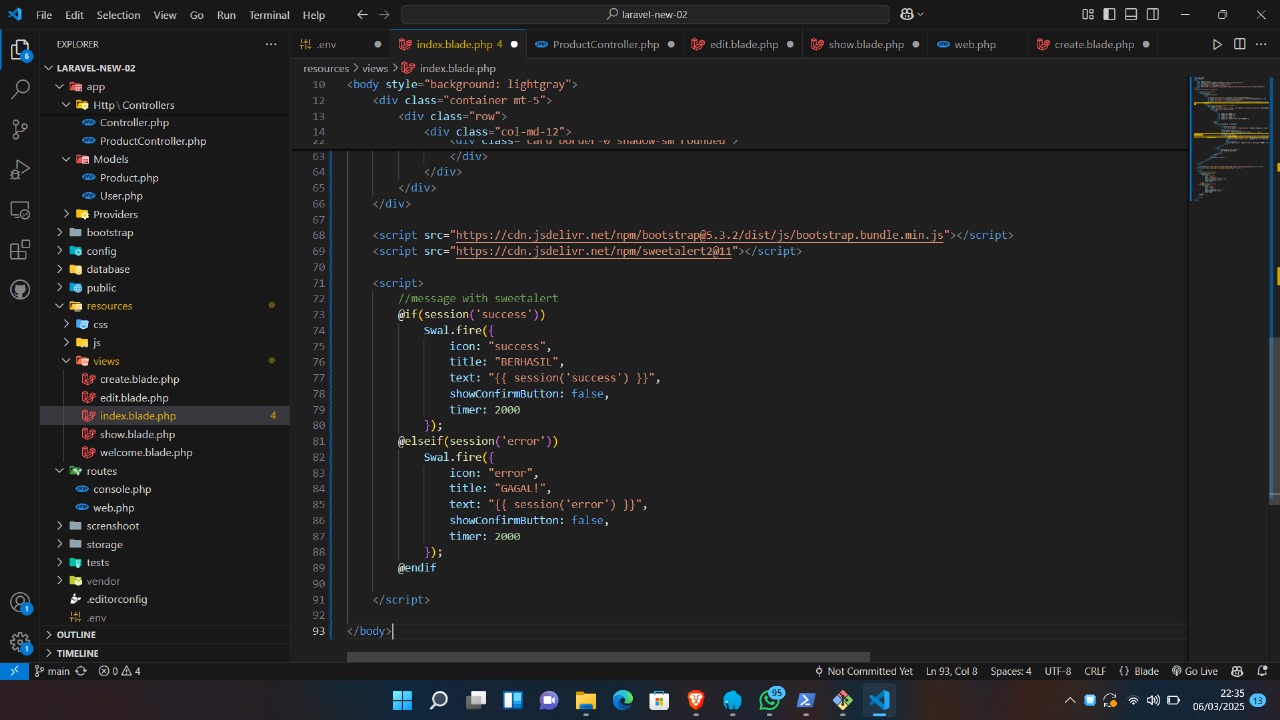 File Edit Selection View Go Run Terminal Help
laravel-new-02
EXPLORER
.env
index.blade.php 4
ProductController.php
edit.blade.php
show.blade.php
web.php
create.blade.php
resources > views > index.blade.php
6
LARAVEL-NEW-02
app
Http \ Controllers
Controller.php
ProductController.php
Models
Product.php
User.php
Providers
bootstrap
config
database
public
resources
css
js
views
create.blade.php
edit.blade.php
index.blade.php 4
show.blade.php
welcome.blade.php
routes
console.php
web.php
screnshoot
storage
tests
vendor
.editorconfig
.env
OUTLINE
TIMELINE
1
1
10 <body style="background: lightgray">
12 <div class="container mt-5">
13 <div class="row">
14 <div class="col-md-12">
22 <div class="card border-0 shadow-sm rounded">
63 </div>
64 </div>
65 </div>
66 </div>
67
68 <script src="https://cdn.jsdelivr.net/npm/bootstrap@5.3.2/dist/js/bootstrap.bundle.min.js"></script>
69 <script src="https://cdn.jsdelivr.net/npm/sweetalert2@11"></script>
70
71 <script>
72 //message with sweetalert
73 @if(session('success'))
74 Swal.fire({
75 icon: "success",
76 title: "BERHASIL",
77 text: "{{ session('success') }}",
78 showConfirmButton: false,
79 timer: 2000
80 });
81 @elseif(session('error'))
82 Swal.fire({
83 icon: "error",
84 title: "GAGAL!",
85 text: "{{ session('error') }}",
86 showConfirmButton: false,
87 timer: 2000
88 });
89 @endif
90
91 </script>
92
93 </body>
main 0 4 Not Committed Yet Ln 93, Col 8 Spaces: 4 UTF-8 CRLF {} Blade Go Live
95
22:35
06/03/2025
13